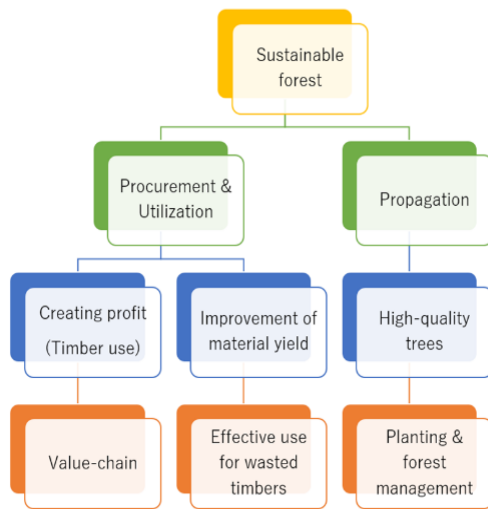 Sustainable
forest
Procurement &
Utilization
Propagation
Creating profit
(Timber use)
Improvement of
material yield
High-quality
trees
Value-chain
Effective use
for wasted
timbers
Planting &
forest
management